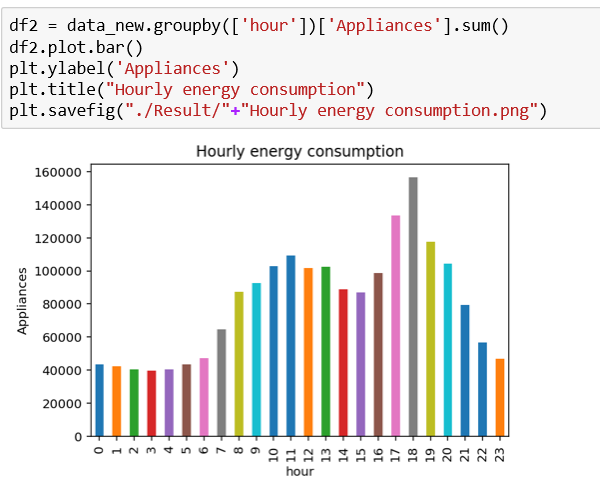 df2 = data_new.groupby(['hour'])['Appliances'].sum()
df2.plot.bar()
plt.ylabel('Appliances')
plt.title("Hourly energy consumption")
plt.savefig("./Result/"+"Hourly energy consumption.png")
Hourly energy consumption
160000
140000
120000
100000
80000
60000
40000
20000
0
Appliances
0 1 2 3 4 5 6 7 8 9 10 11 12 13 14 15 16 17 18 19 20 21 22 23
hour